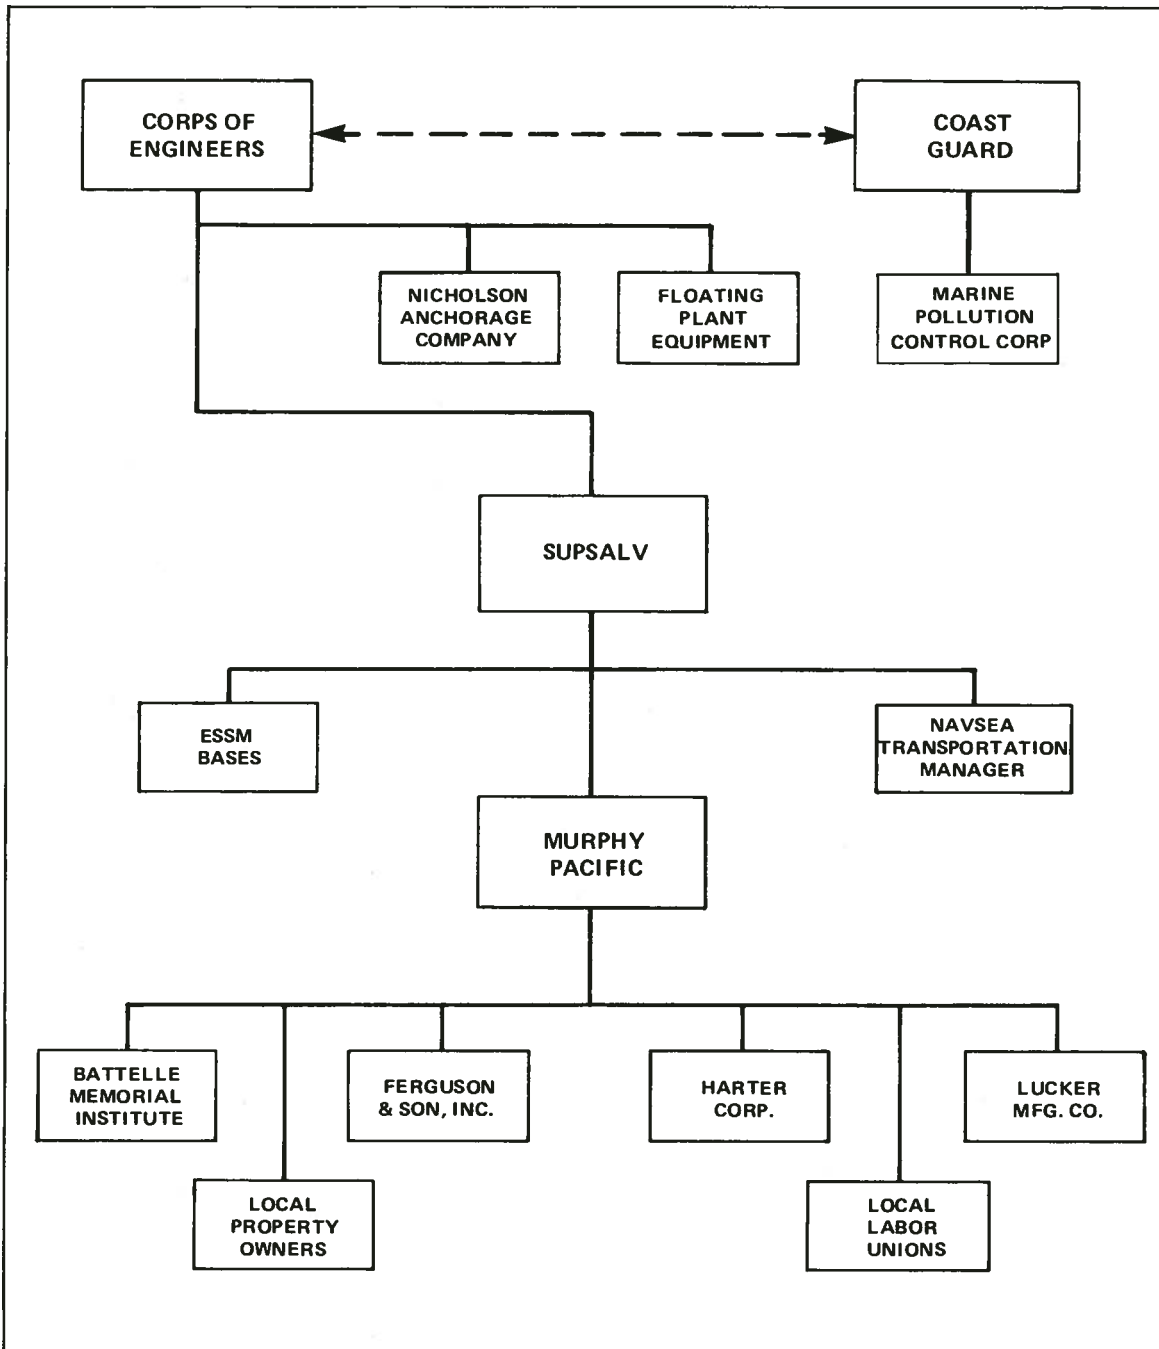 CORPS OF
ENGINEERS
COAST
GUARD
NICHOLSON
ANCHORAGE
COMPANY
FLOATING
PLANT
EQUIPMENT
MARINE
POLLUTION
CONTROL CORP
SUPSALV
ESSM
BASES
NAVSEA
TRANSPORTATION
MANAGER
MURPHY
PACIFIC
BATTELLE
MEMORIAL
INSTITUTE
FERGUSON
& SON, INC.
HARTER
CORP.
LUCKER
MFG. CO.
LOCAL
PROPERTY
OWNERS
LOCAL
LABOR
UNIONS